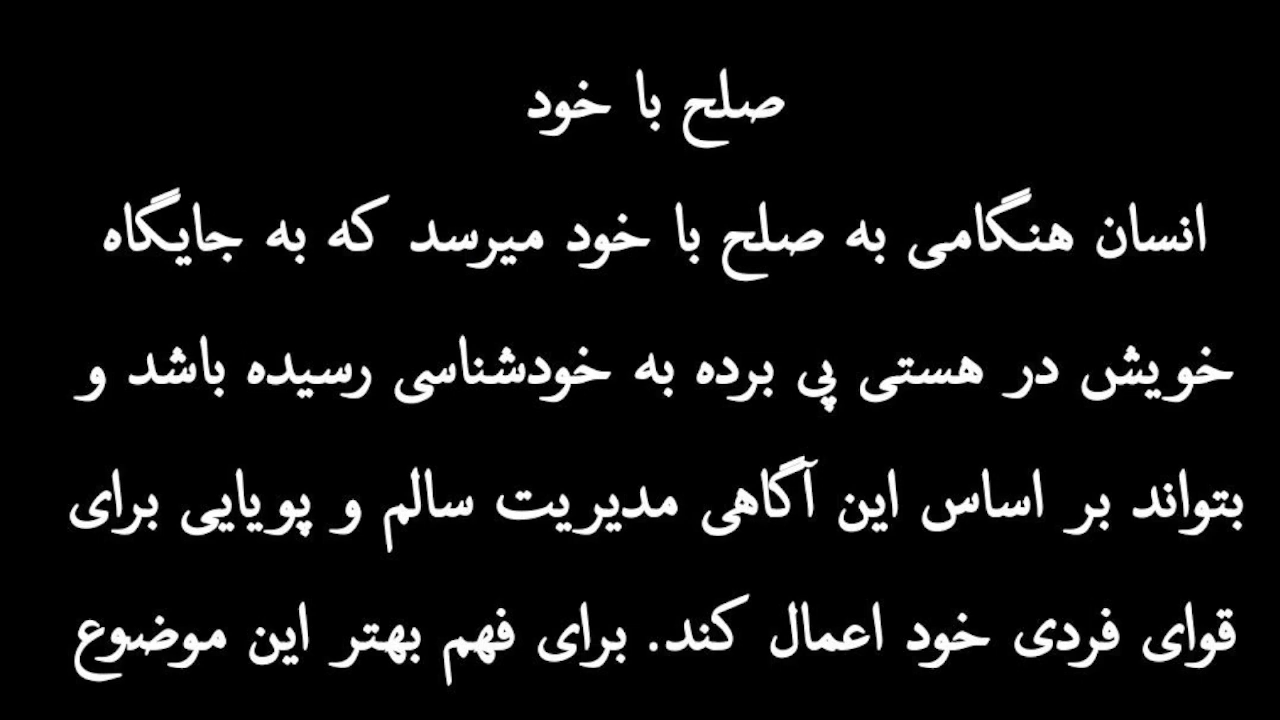 صلح با خود
انسان هنگامی به صلح با خود میرسد که به جایگاه
خویش در هستی پی برده به خودشناسی رسیده باشد و
بتواند بر اساس این آگاهی مدیریت سالم و پویایی برای
قوای فردی خود اعمال کند. برای فهم بهتر این موضوع